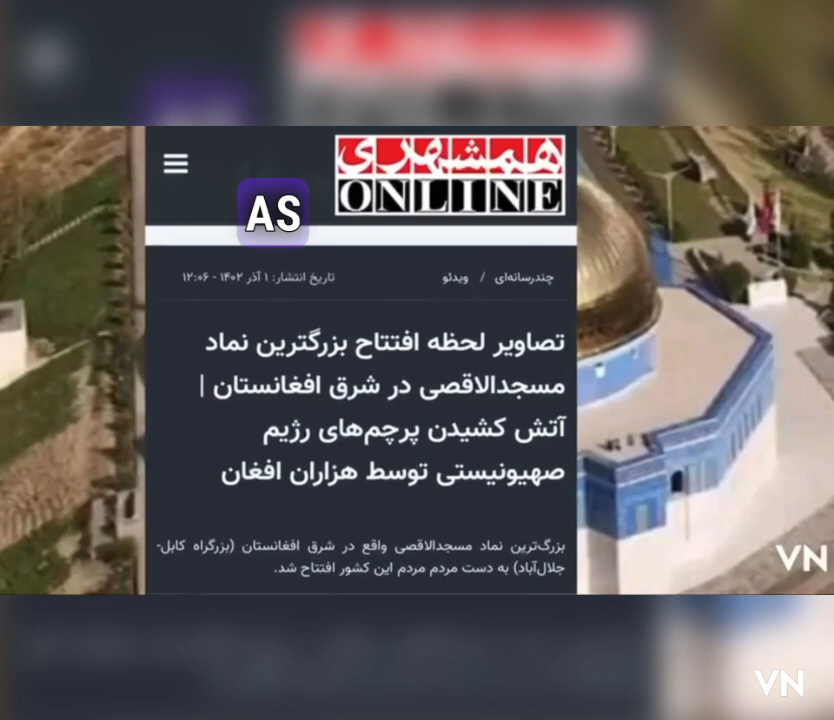 همشهری
ONLINE
AS
چندرسانه‌ای / ویدئو
تاریخ انتشار: ۱ آذر ۱۴۰۲ - ۱۲:۰۶
تصاویر لحظه افتتاح بزرگترین نماد
مسجدالاقصی در شرق افغانستان |
آتش کشیدن پرچم‌های رژیم
صهیونیستی توسط هزاران افغان
بزرگ‌ترین نماد مسجدالاقصی واقع در شرق افغانستان (بزرگراه کابل-
جلال‌آباد) به دست مردم مردم این کشور افتتاح شد.
VN
VN